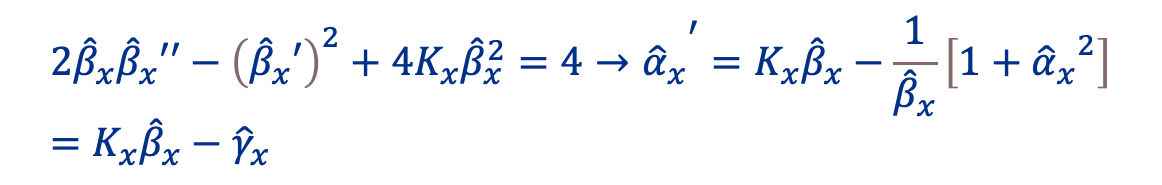 2β̂ₓβ̂ₓ′′ − (β̂ₓ′)² + 4Kₓβ̂ₓ² = 4 → α̂ₓ′ = Kₓβ̂ₓ − 1/β̂ₓ [1 + α̂ₓ²]
= Kₓβ̂ₓ − γ̂ₓ